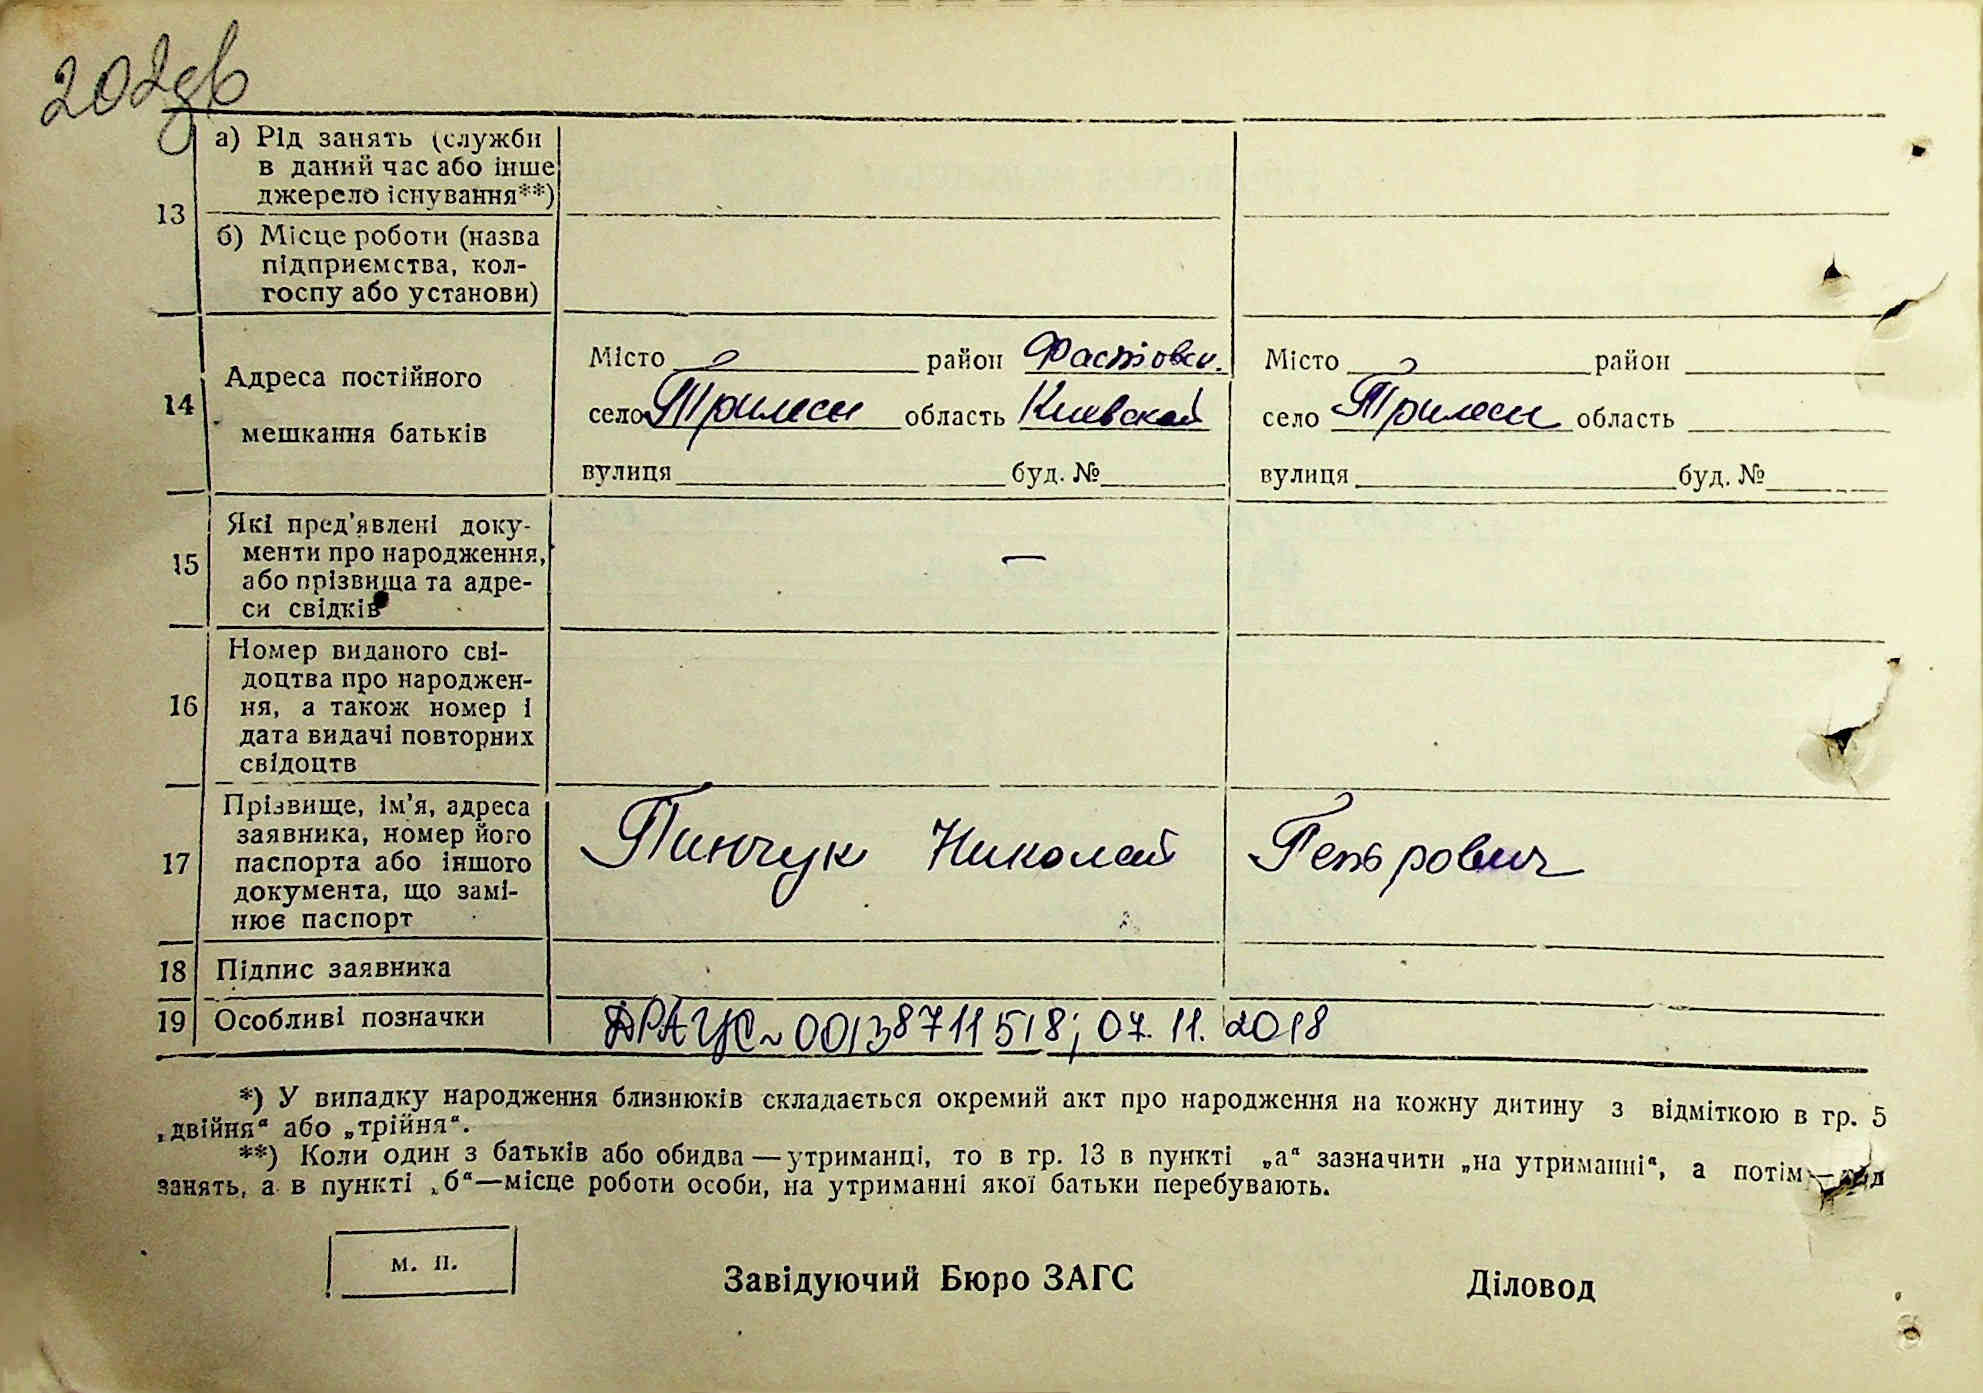 202 дв
13
а) Рід занять (служби
в даний час або інше
джерело існування**)
б) Місце роботи (назва
підприємства, кол-
госпу або установи)
14
Адреса постійного
мешкання батьків
Місто район Фастовск.
село Трилеси область Киевской
вулиця буд. №
Місто район
село Трилеси область
вулиця буд. №
15
Які пред'явлені доку-
менти про народження,
або прізвища та адре-
си свідків
—
16
Номер виданого сві-
доцтва про народжен-
ня, а також номер і
дата видачі повторних
свідоцтв
17
Прізвище, ім'я, адреса
заявника, номер його
паспорта або іншого
документа, що замі-
нює паспорт
Пинчук Николай Петрович
18 Підпис заявника
19 Особливі позначки
ДРАЦС~00138711518; 07.11.2018
*) У випадку народження близнюків складається окремий акт про народження на кожну дитину з відміткою в гр. 5
„двійня“ або „трійня“.
**) Коли один з батьків або обидва—утриманці, то в гр. 13 в пункті „а“ зазначити „на утриманні“, а потім—рід
занять, а в пункті „б“—місце роботи особи, на утриманні якої батьки перебувають.
м. п.
Завідуючий Бюро ЗАГС
Діловод